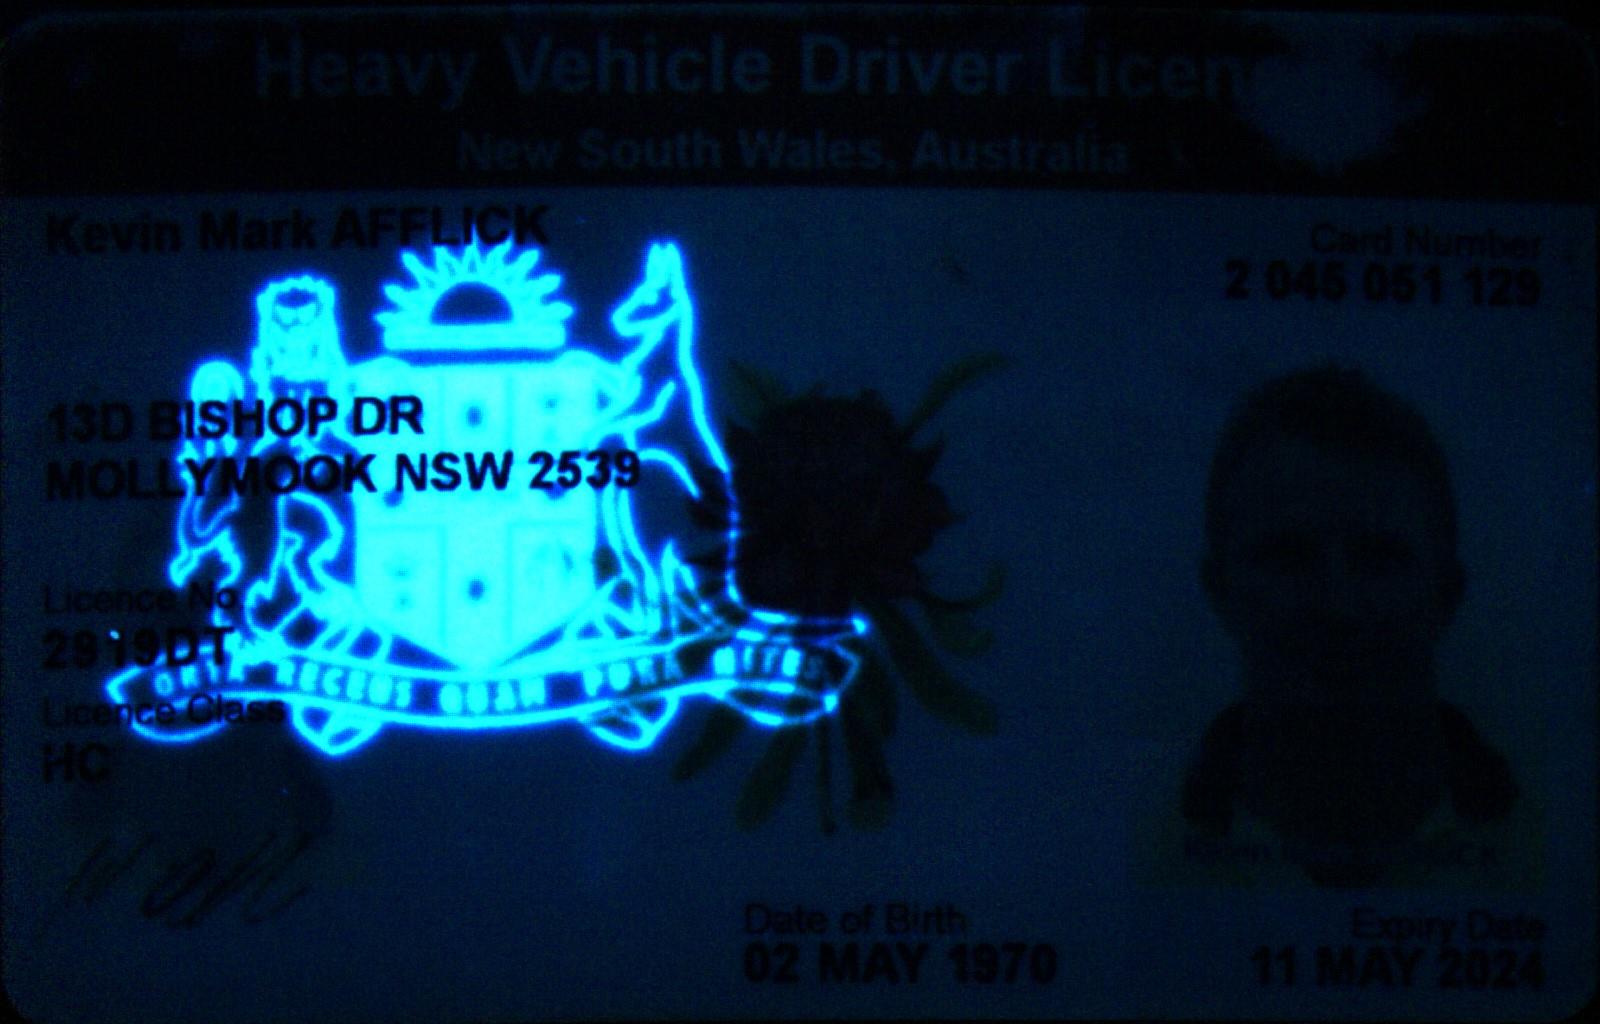 Heavy Vehicle Driver Licen
New South Wales, Australia
Kevin Mark AFFLICK
Card Number
2 045 051 129
13D BISHOP DR
MOLLYMOOK NSW 2539
Licence No
2919DT
ORTA RECENS QUAM PURA NITES
Licence Class
HC
Date of Birth
02 MAY 1970
Expiry Date
11 MAY 2024